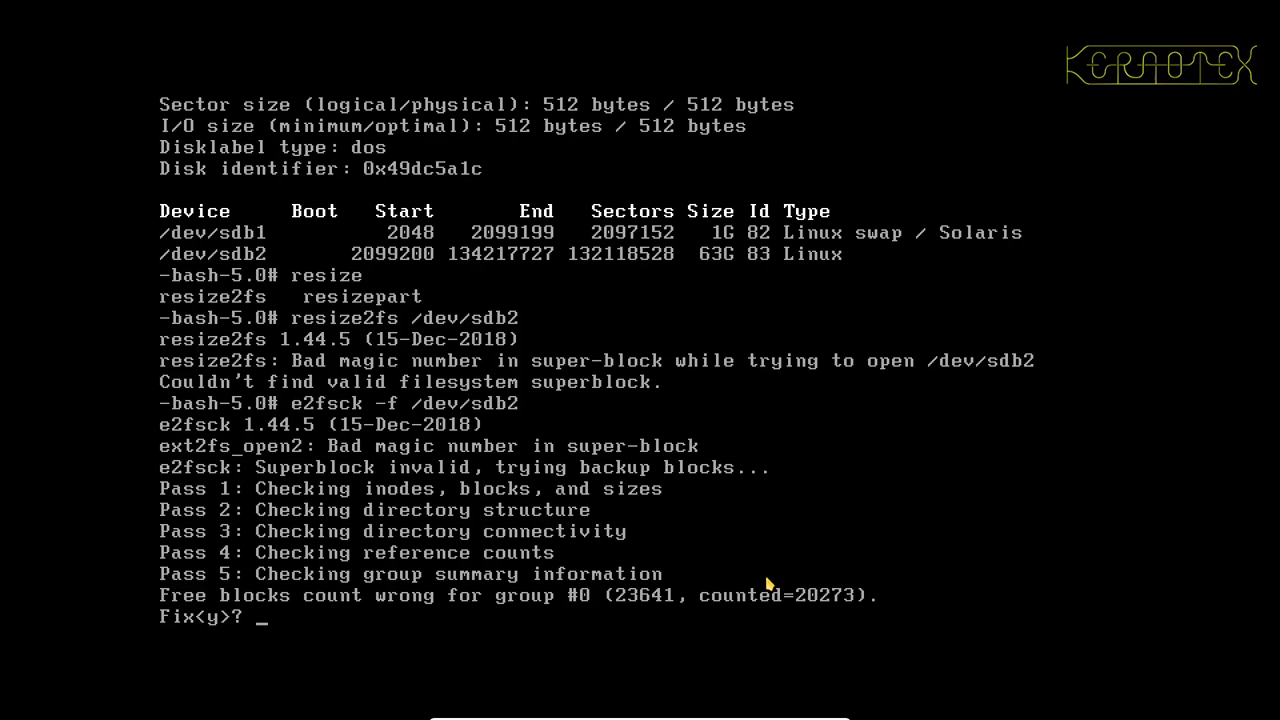 KERNOTEX
Sector size (logical/physical): 512 bytes / 512 bytes
I/O size (minimum/optimal): 512 bytes / 512 bytes
Disklabel type: dos
Disk identifier: 0x49dc5a1c
Device     Boot   Start       End   Sectors Size Id Type
/dev/sdb1          2048   2099199   2097152   1G 82 Linux swap / Solaris
/dev/sdb2       2099200 134217727 132118528  63G 83 Linux
-bash-5.0# resize
resize2fs   resizepart
-bash-5.0# resize2fs /dev/sdb2
resize2fs 1.44.5 (15-Dec-2018)
resize2fs: Bad magic number in super-block while trying to open /dev/sdb2
Couldn't find valid filesystem superblock.
-bash-5.0# e2fsck -f /dev/sdb2
e2fsck 1.44.5 (15-Dec-2018)
ext2fs_open2: Bad magic number in super-block
e2fsck: Superblock invalid, trying backup blocks...
Pass 1: Checking inodes, blocks, and sizes
Pass 2: Checking directory structure
Pass 3: Checking directory connectivity
Pass 4: Checking reference counts
Pass 5: Checking group summary information
Free blocks count wrong for group #0 (23641, counted=20273).
Fix<y>? _